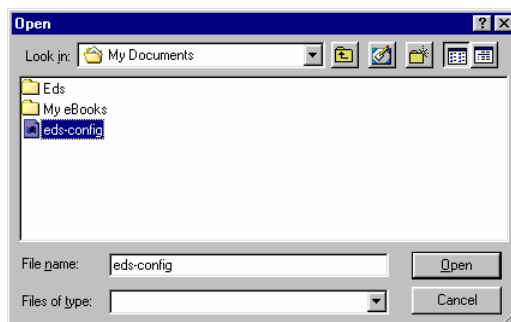 Open
Look in: My Documents
Eds
My eBooks
eds-config
File name: eds-config Open
Files of type: Cancel